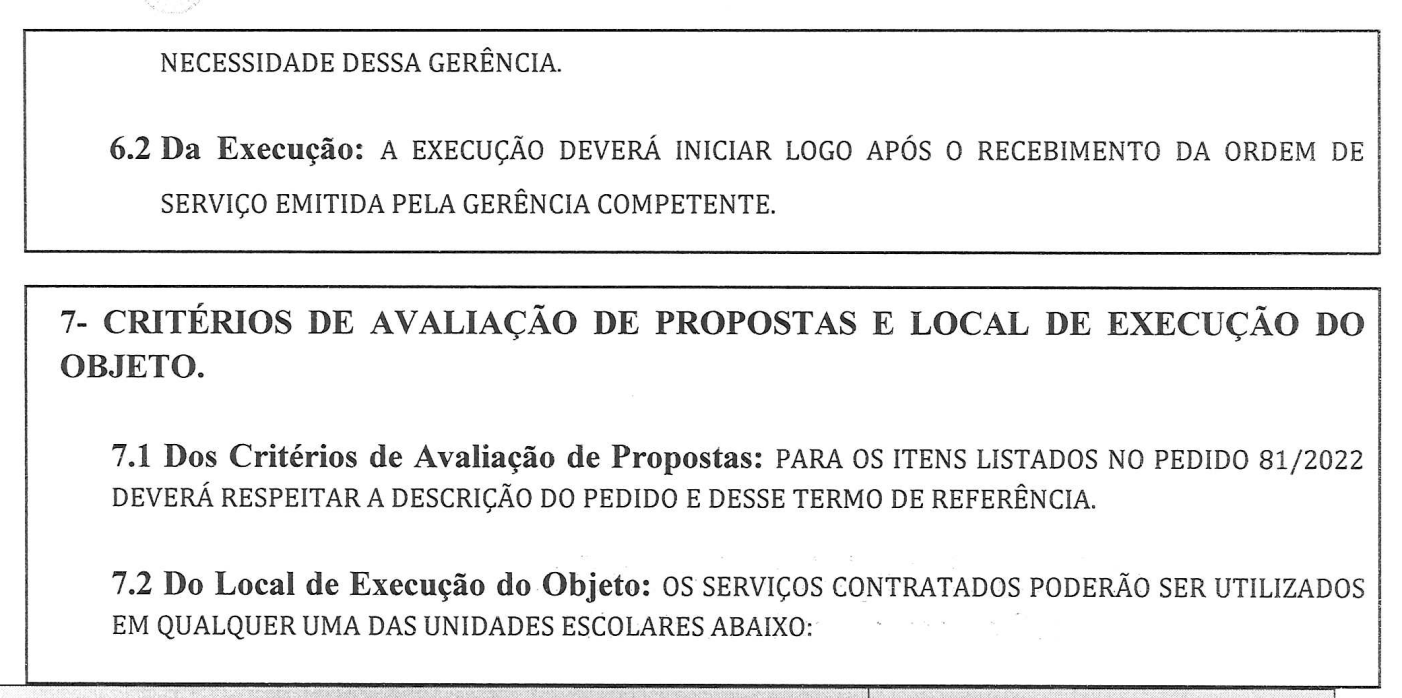 NECESSIDADE DESSA GERÊNCIA.
6.2 Da Execução: A EXECUÇÃO DEVERÁ INICIAR LOGO APÓS O RECEBIMENTO DA ORDEM DE
SERVIÇO EMITIDA PELA GERÊNCIA COMPETENTE.
7- CRITÉRIOS DE AVALIAÇÃO DE PROPOSTAS E LOCAL DE EXECUÇÃO DO
OBJETO.
7.1 Dos Critérios de Avaliação de Propostas: PARA OS ITENS LISTADOS NO PEDIDO 81/2022
DEVERÁ RESPEITAR A DESCRIÇÃO DO PEDIDO E DESSE TERMO DE REFERÊNCIA.
7.2 Do Local de Execução do Objeto: OS SERVIÇOS CONTRATADOS PODERÃO SER UTILIZADOS
EM QUALQUER UMA DAS UNIDADES ESCOLARES ABAIXO: